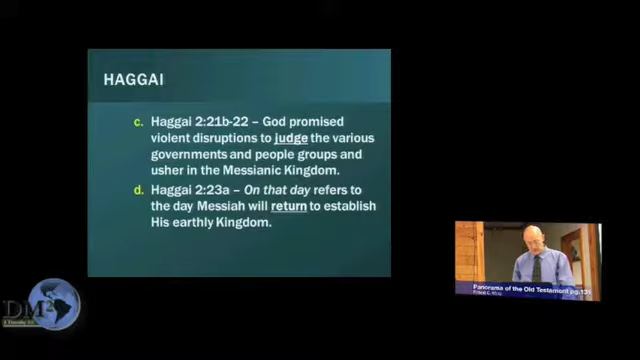 HAGGAI
c. Haggai 2:21b-22 – God promised
violent disruptions to judge the various
governments and people groups and
usher in the Messianic Kingdom.
d. Haggai 2:23a – On that day refers to
the day Messiah will return to establish
His earthly Kingdom.
Panorama of the Old Testament pg.131
DM2